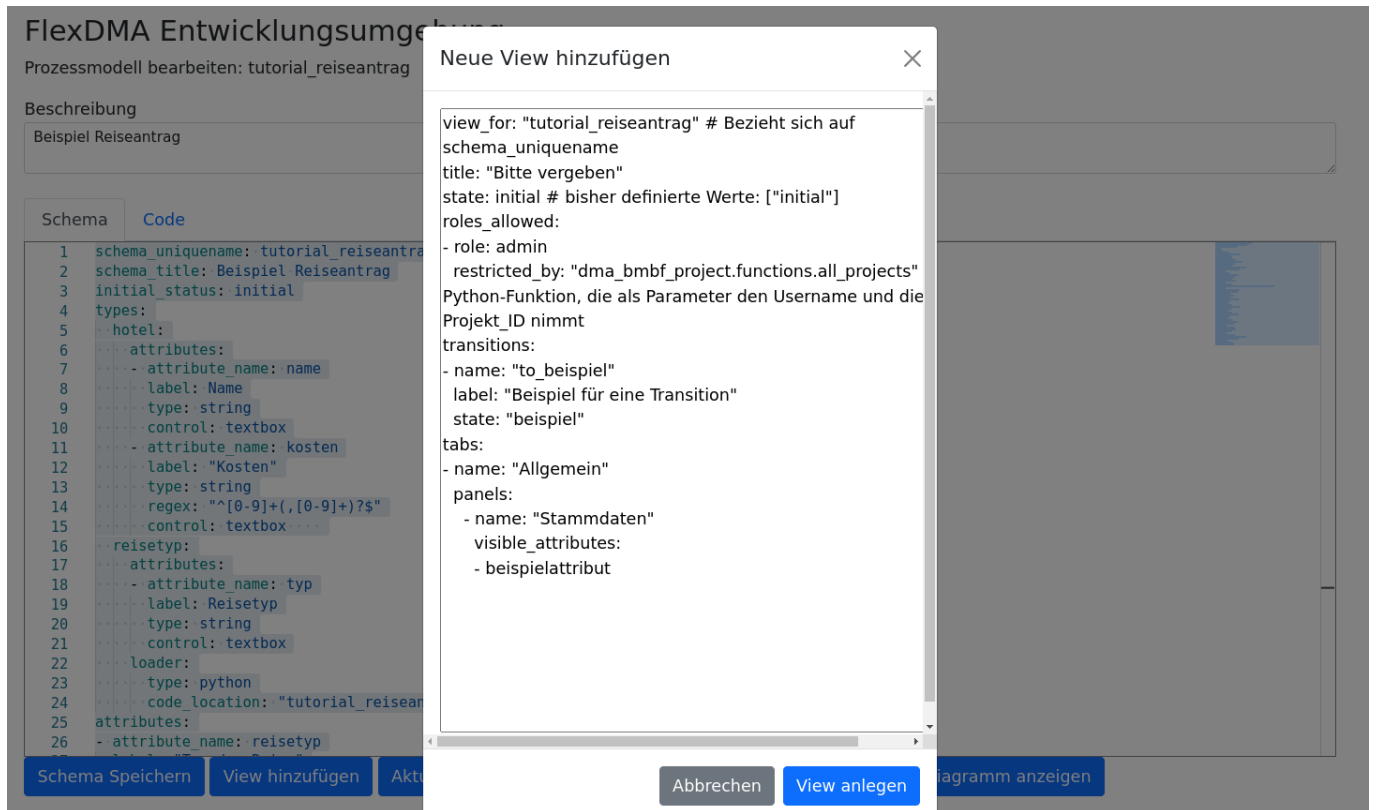 FlexDMA Entwicklungsumgebung
Prozessmodell bearbeiten: tutorial_reiseantrag
Beschreibung
Beispiel Reiseantrag
Schema Code
1 schema_uniquename: tutorial_reiseantra
2 schema_title: Beispiel Reiseantrag
3 initial_status: initial
4 types:
5 hotel:
6 attributes:
7 - attribute_name: name
8 label: Name
9 type: string
10 control: textbox
11 - attribute_name: kosten
12 label: "Kosten"
13 type: string
14 regex: "^[0-9]+(,[0-9]+)?$"
15 control: textbox
16 reisetyp:
17 attributes:
18 - attribute_name: typ
19 label: Reisetyp
20 type: string
21 control: textbox
22 loader:
23 type: python
24 code_location: "tutorial_reisean
25 attributes:
26 - attribute_name: reisetyp
Schema Speichern View hinzufügen Aktu
iagramm anzeigen
Neue View hinzufügen
view_for: "tutorial_reiseantrag" # Bezieht sich auf
schema_uniquename
title: "Bitte vergeben"
state: initial # bisher definierte Werte: ["initial"]
roles_allowed:
- role: admin
restricted_by: "dma_bmbf_project.functions.all_projects"
Python-Funktion, die als Parameter den Username und die
Projekt_ID nimmt
transitions:
- name: "to_beispiel"
label: "Beispiel für eine Transition"
state: "beispiel"
tabs:
- name: "Allgemein"
panels:
- name: "Stammdaten"
visible_attributes:
- beispielattribut
Abbrechen View anlegen